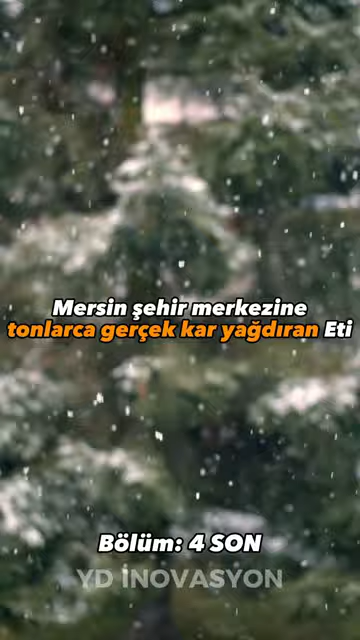 Mersin şehir merkezine
tonlarca gerçek kar yağdıran Eti
Bölüm: 4 SON
YD İNOVASYON